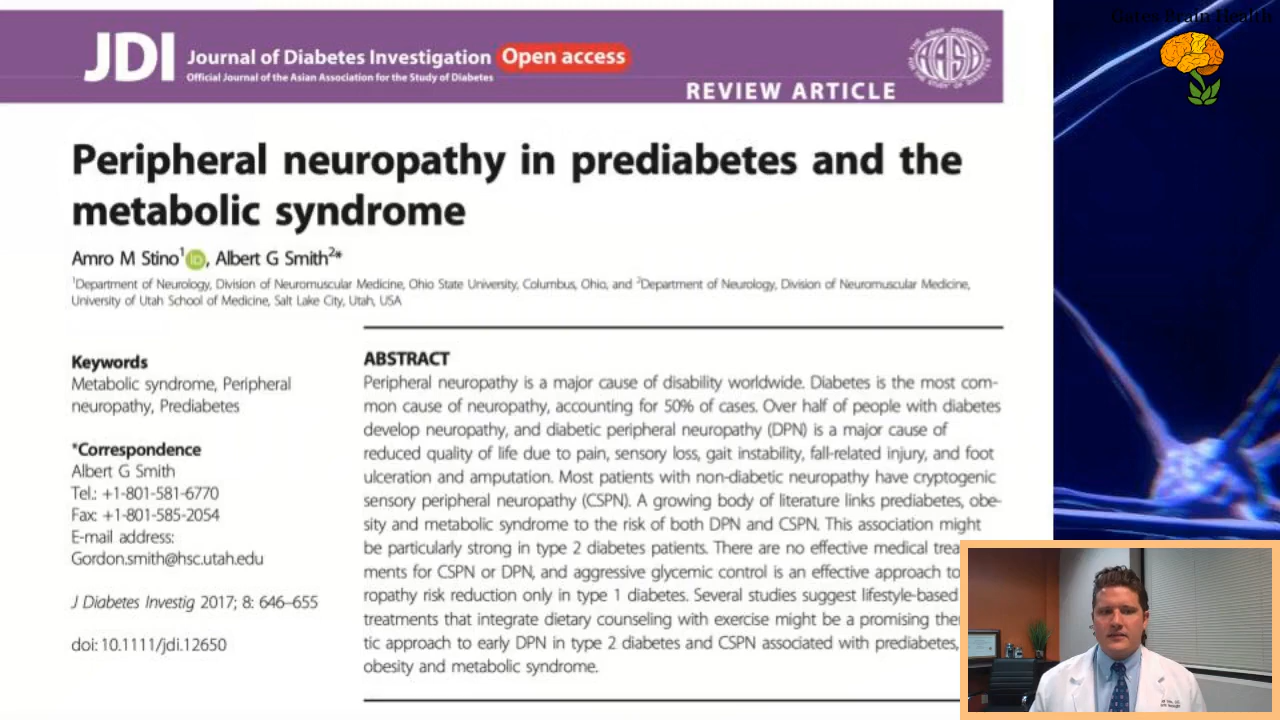 Gates Brain Health
JDI Journal of Diabetes Investigation Open access
Official Journal of the Asian Association for the Study of Diabetes
REVIEW ARTICLE
Peripheral neuropathy in prediabetes and the
metabolic syndrome
Amro M Stino1 iD, Albert G Smith2*
1Department of Neurology, Division of Neuromuscular Medicine, Ohio State University, Columbus, Ohio, and 2Department of Neurology, Division of Neuromuscular Medicine,
University of Utah School of Medicine, Salt Lake City, Utah, USA
Keywords
Metabolic syndrome, Peripheral
neuropathy, Prediabetes
*Correspondence
Albert G Smith
Tel.: +1-801-581-6770
Fax: +1-801-585-2054
E-mail address:
Gordon.smith@hsc.utah.edu
J Diabetes Investig 2017; 8: 646–655
doi: 10.1111/jdi.12650
ABSTRACT
Peripheral neuropathy is a major cause of disability worldwide. Diabetes is the most com-
mon cause of neuropathy, accounting for 50% of cases. Over half of people with diabetes
develop neuropathy, and diabetic peripheral neuropathy (DPN) is a major cause of
reduced quality of life due to pain, sensory loss, gait instability, fall-related injury, and foot
ulceration and amputation. Most patients with non-diabetic neuropathy have cryptogenic
sensory peripheral neuropathy (CSPN). A growing body of literature links prediabetes, obe-
sity and metabolic syndrome to the risk of both DPN and CSPN. This association might
be particularly strong in type 2 diabetes patients. There are no effective medical trea
ments for CSPN or DPN, and aggressive glycemic control is an effective approach to
ropathy risk reduction only in type 1 diabetes. Several studies suggest lifestyle-based
treatments that integrate dietary counseling with exercise might be a promising ther
tic approach to early DPN in type 2 diabetes and CSPN associated with prediabetes,
obesity and metabolic syndrome.